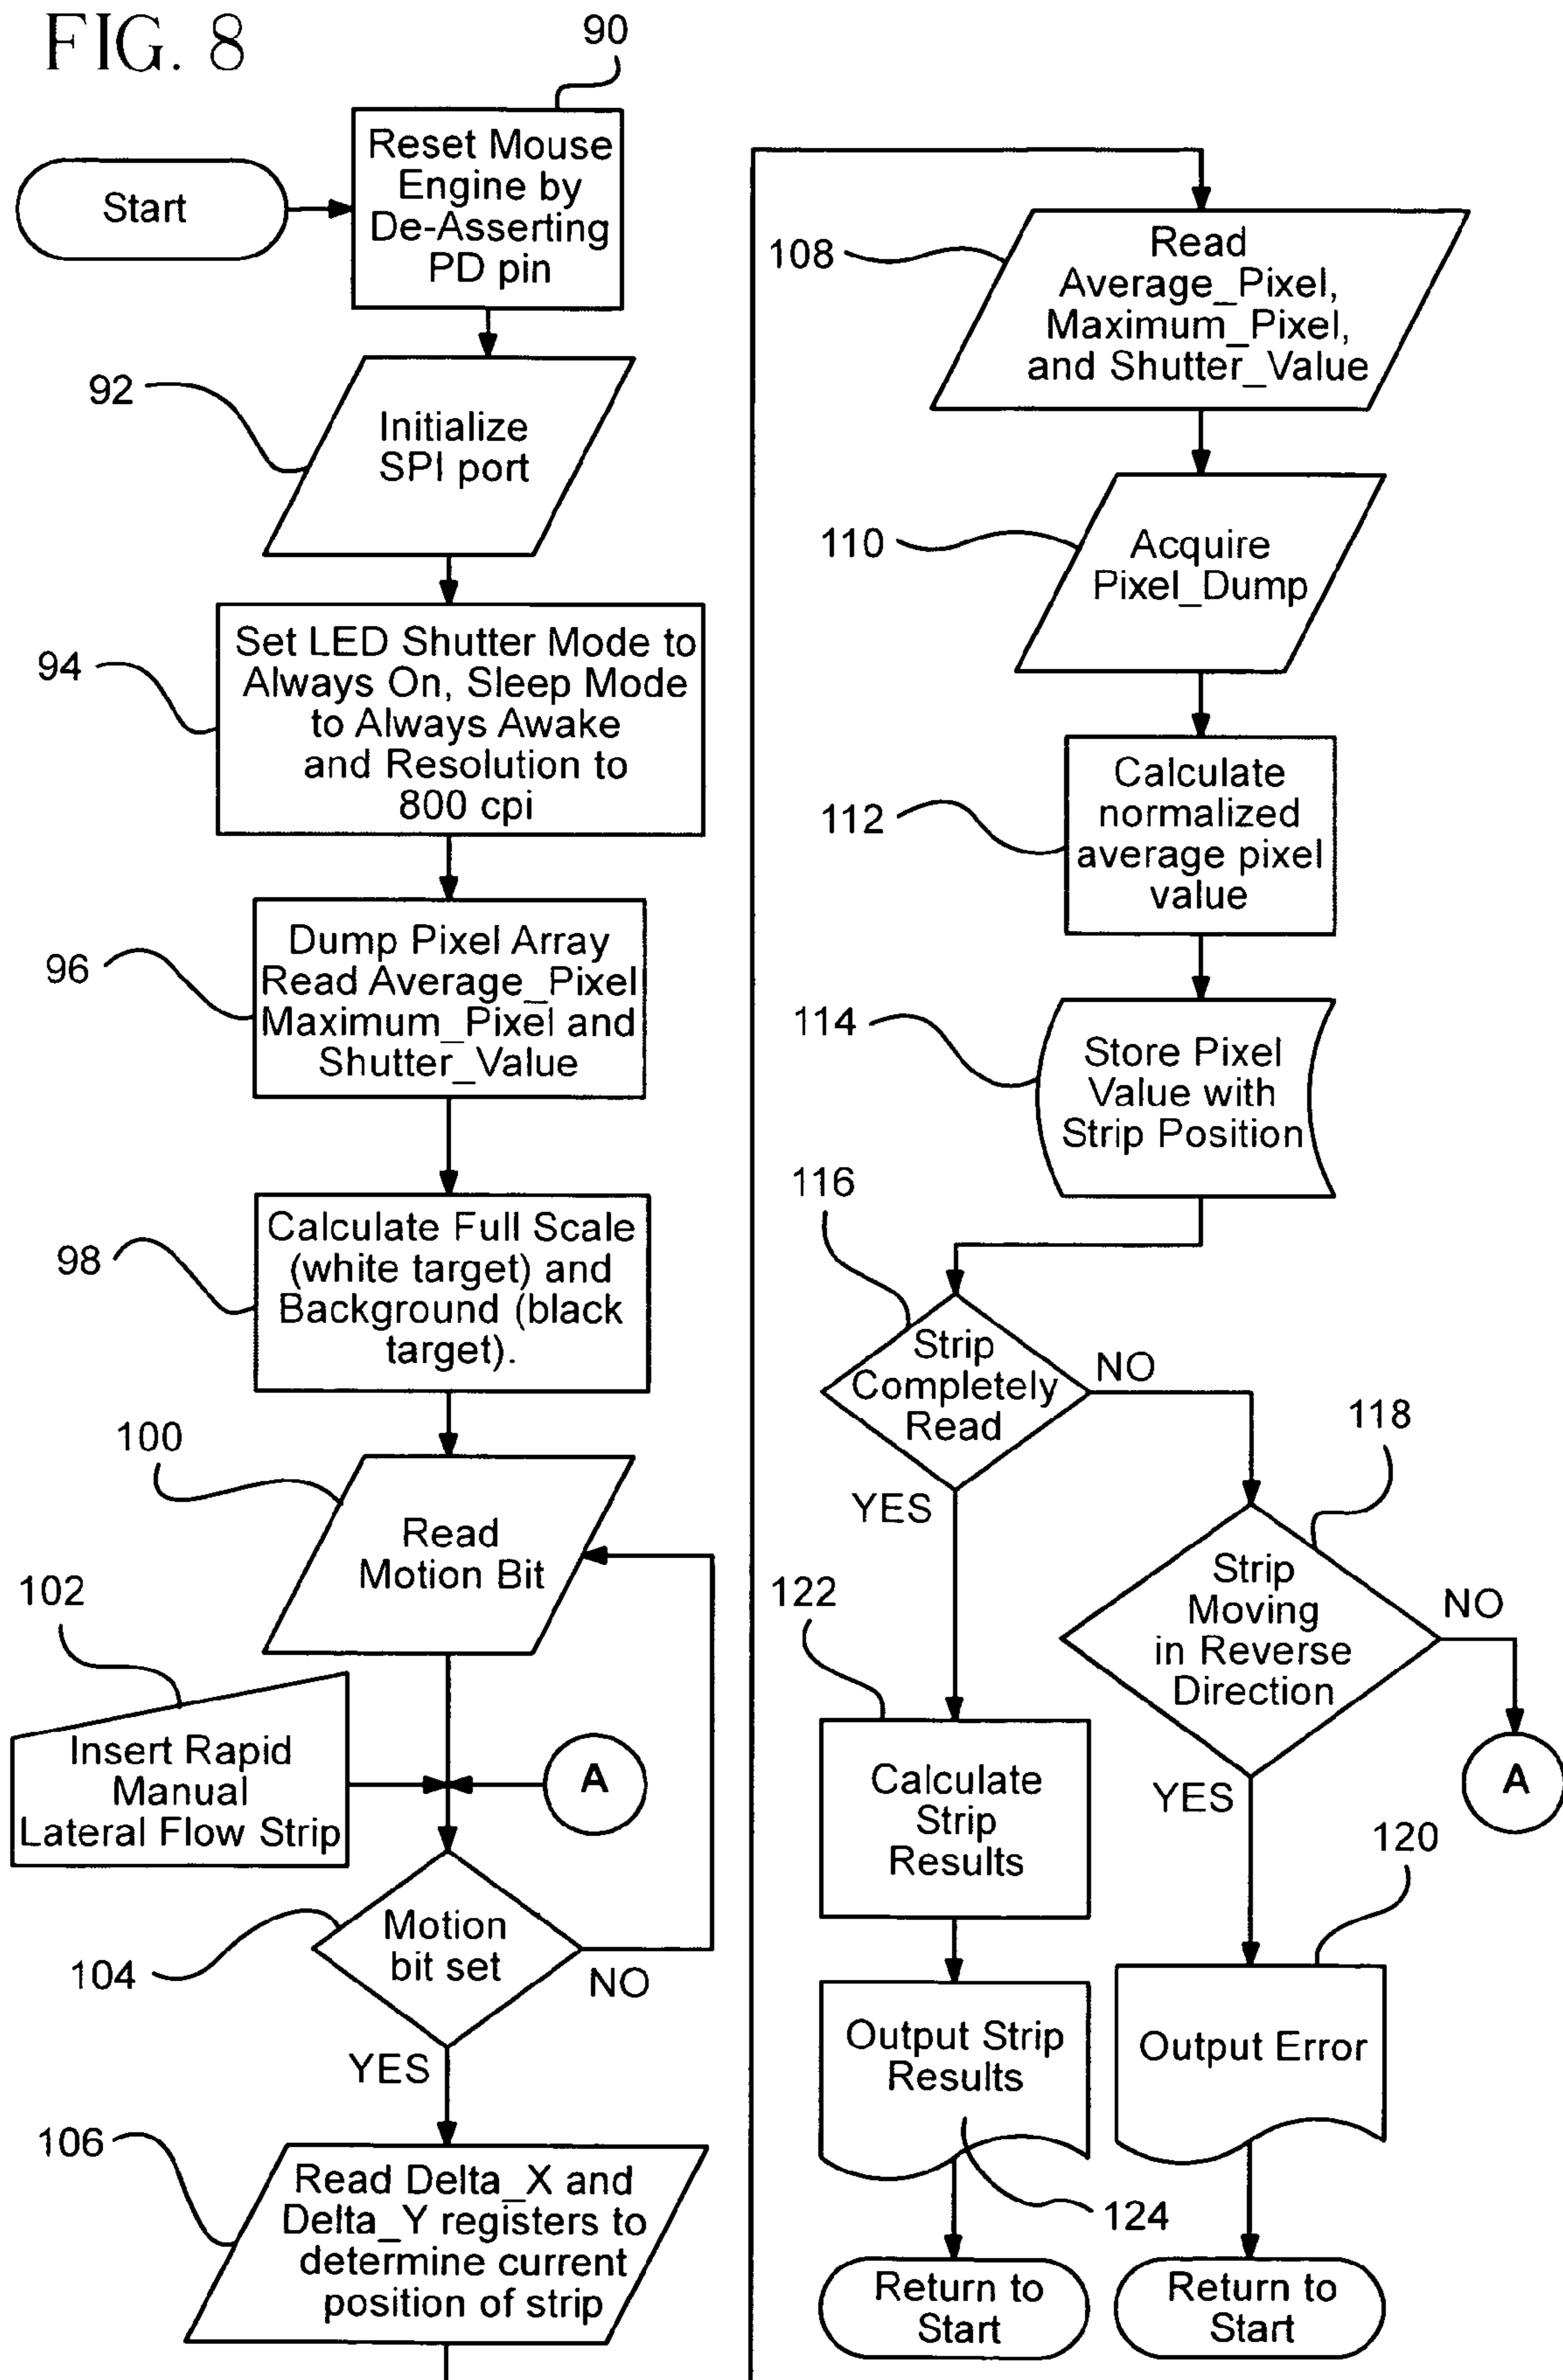 FIG. 8
90
Start
Reset Mouse
Engine by
De-Asserting
PD pin
92
Initialize
SPI port
94
Set LED Shutter Mode to
Always On, Sleep Mode
to Always Awake
and Resolution to
800 cpi
96
Dump Pixel Array
Read Average_Pixel
Maximum_Pixel and
Shutter_Value
98
Calculate Full Scale
(white target) and
Background (black
target).
100
Read
Motion Bit
102
Insert Rapid
Manual
Lateral Flow Strip
A
104
Motion
bit set
NO
YES
106
Read Delta_X and
Delta_Y registers to
determine current
position of strip
108
Read
Average_Pixel,
Maximum_Pixel,
and Shutter_Value
110
Acquire
Pixel_Dump
112
Calculate
normalized
average pixel
value
114
Store Pixel
Value with
Strip Position
116
Strip
Completely
Read
NO
YES
118
Strip
Moving
in Reverse
Direction
NO
A
YES
122
Calculate
Strip
Results
120
Output Strip
Results
124
Output Error
Return to
Start
Return to
Start